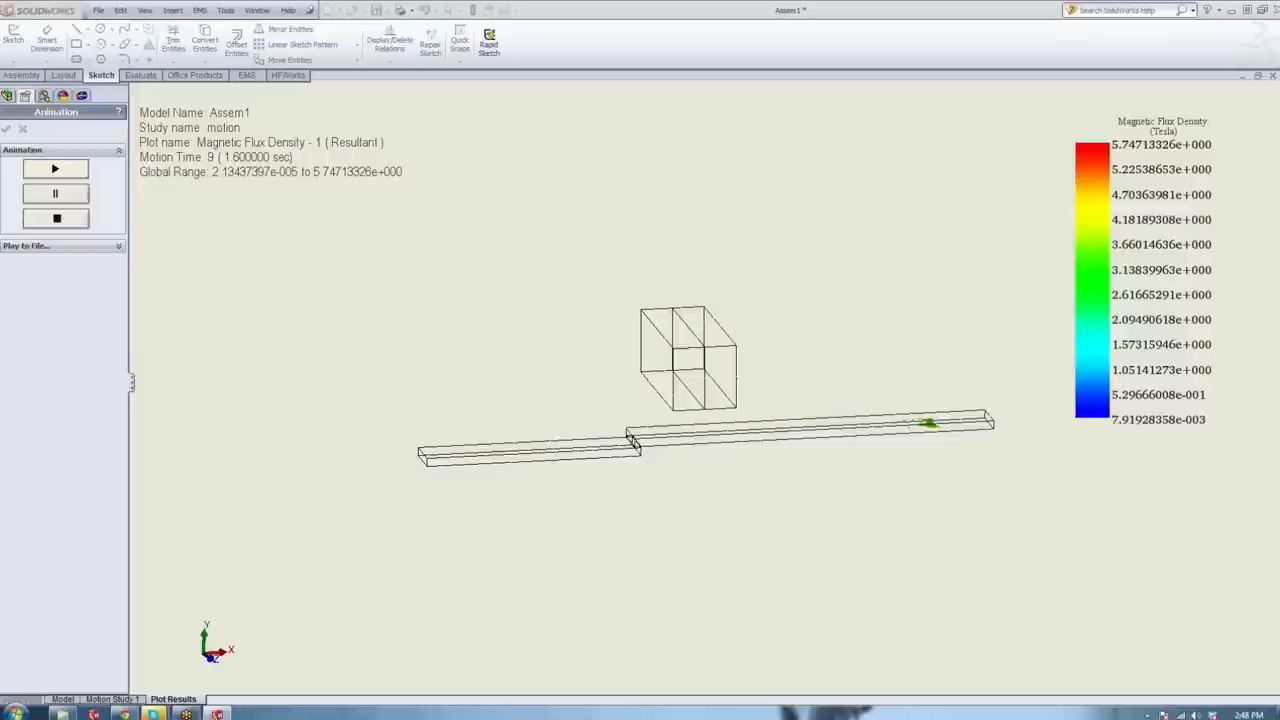 SOLIDWORKS File Edit View Insert EMS Tools Window Help Assem1 * Search SolidWorks Help
Sketch Smart Dimension Trim Entities Convert Entities Offset Entities Mirror Entities Linear Sketch Pattern Move Entities Display/Delete Relations Repair Sketch Quick Snaps Rapid Sketch
Assembly Layout Sketch Evaluate Office Products EMS HFWorks
Animation ?
Animation
Play to File...
Model Name: Assem1
Study name: motion
Plot name: Magnetic Flux Density - 1 ( Resultant )
Motion Time: 9 ( 1.600000 sec)
Global Range: 2.13437397e-005 to 5.74713326e+000
Magnetic Flux Density
(Tesla)
5.74713326e+000
5.22538653e+000
4.70363981e+000
4.18189308e+000
3.66014636e+000
3.13839963e+000
2.61665291e+000
2.09490618e+000
1.57315946e+000
1.05141273e+000
5.29666008e-001
7.91928358e-003
Y
X
Z
Model Motion Study 1 Plot Results
2:48 PM